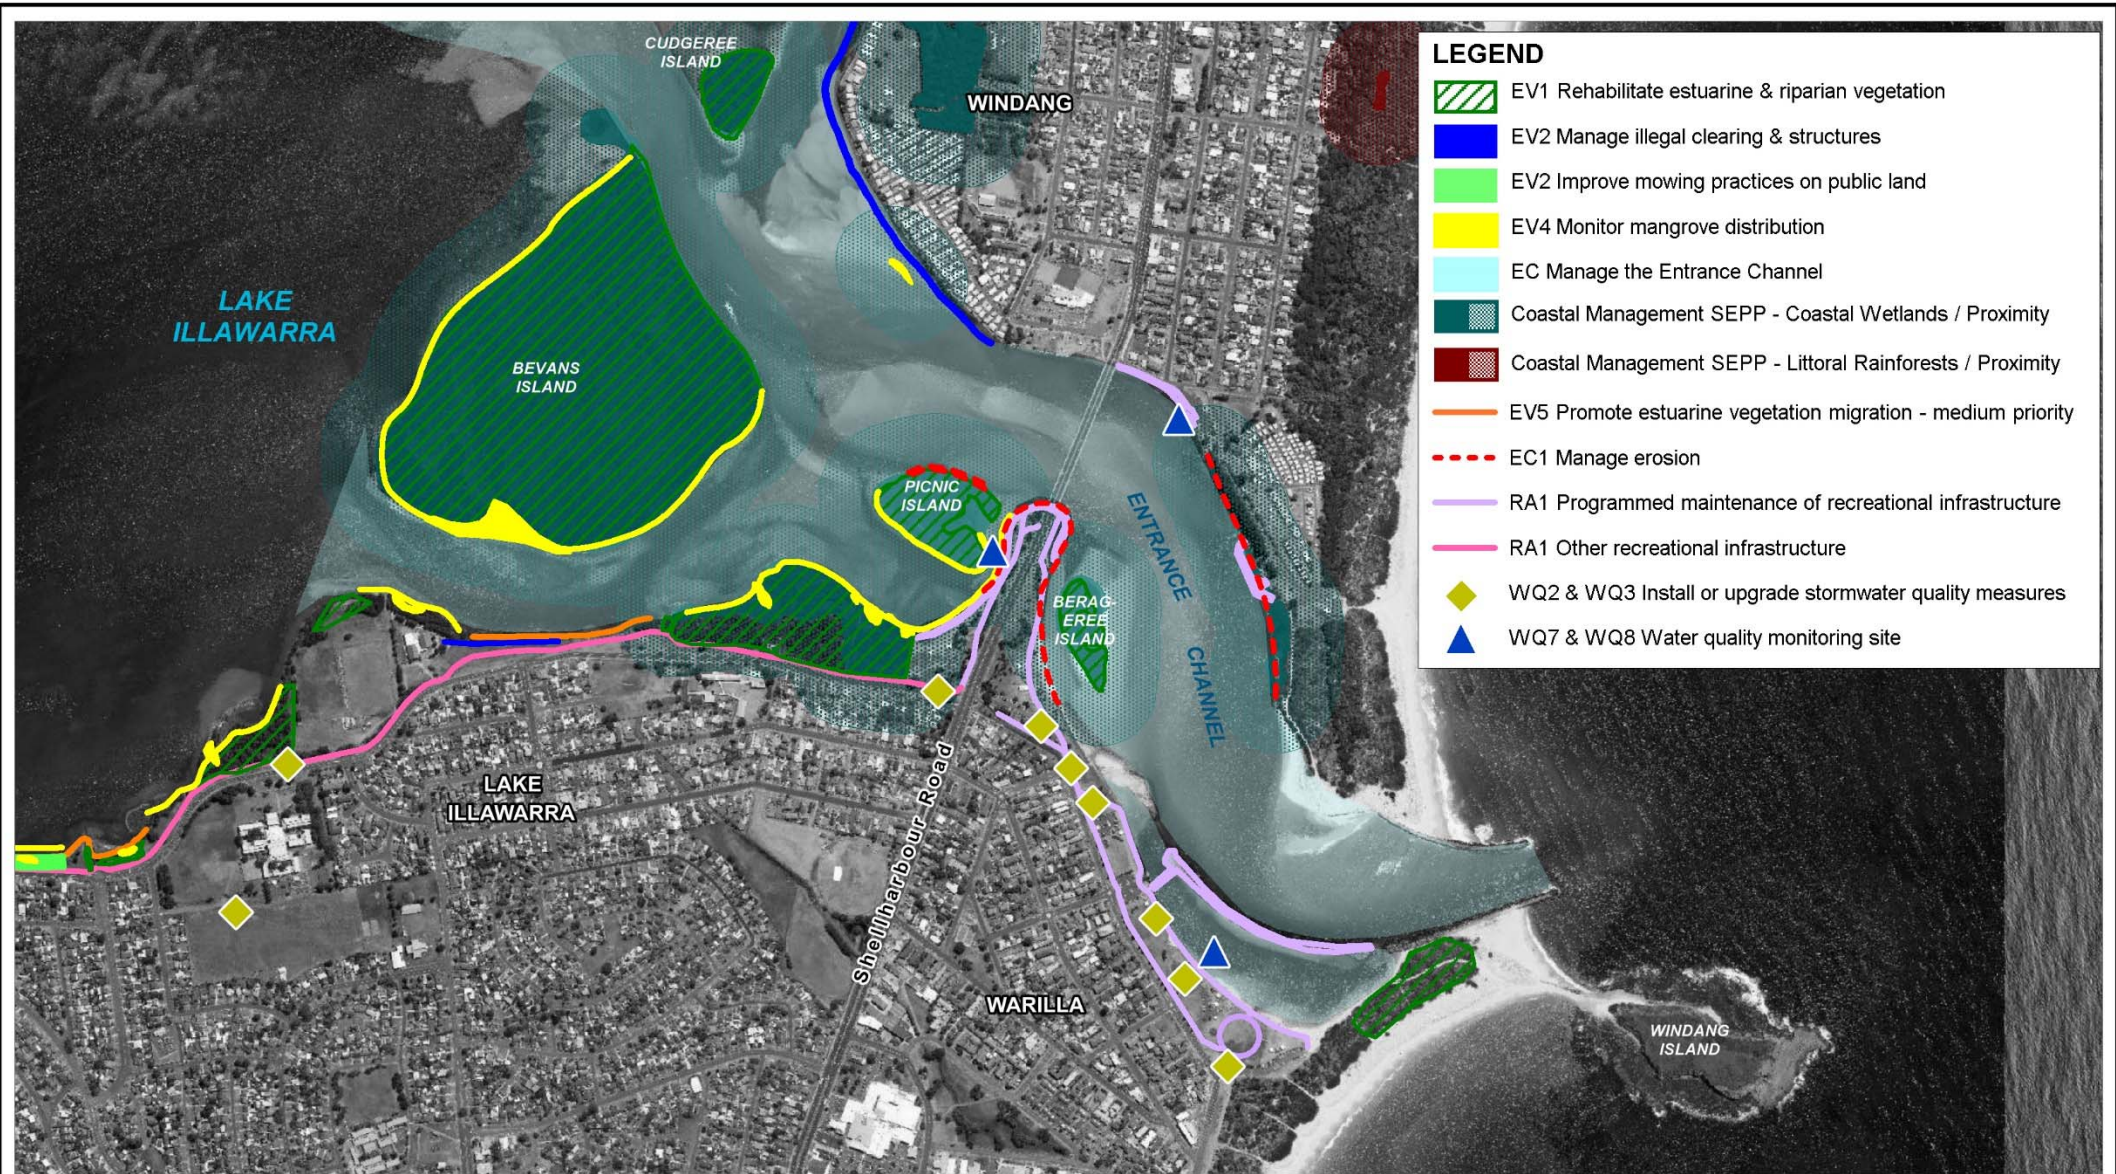 CUDGEREE
ISLAND
WINDANG
LAKE
ILLAWARRA
BEVANS
ISLAND
PICNIC
ISLAND
ENTRANCE
CHANNEL
BERAG-
EREE
ISLAND
LAKE
ILLAWARRA
Shellharbour Road
WARILLA
WINDANG
ISLAND
LEGEND
EV1 Rehabilitate estuarine & riparian vegetation
EV2 Manage illegal clearing & structures
EV2 Improve mowing practices on public land
EV4 Monitor mangrove distribution
EC Manage the Entrance Channel
Coastal Management SEPP - Coastal Wetlands / Proximity
Coastal Management SEPP - Littoral Rainforests / Proximity
EV5 Promote estuarine vegetation migration - medium priority
EC1 Manage erosion
RA1 Programmed maintenance of recreational infrastructure
RA1 Other recreational infrastructure
WQ2 & WQ3 Install or upgrade stormwater quality measures
WQ7 & WQ8 Water quality monitoring site